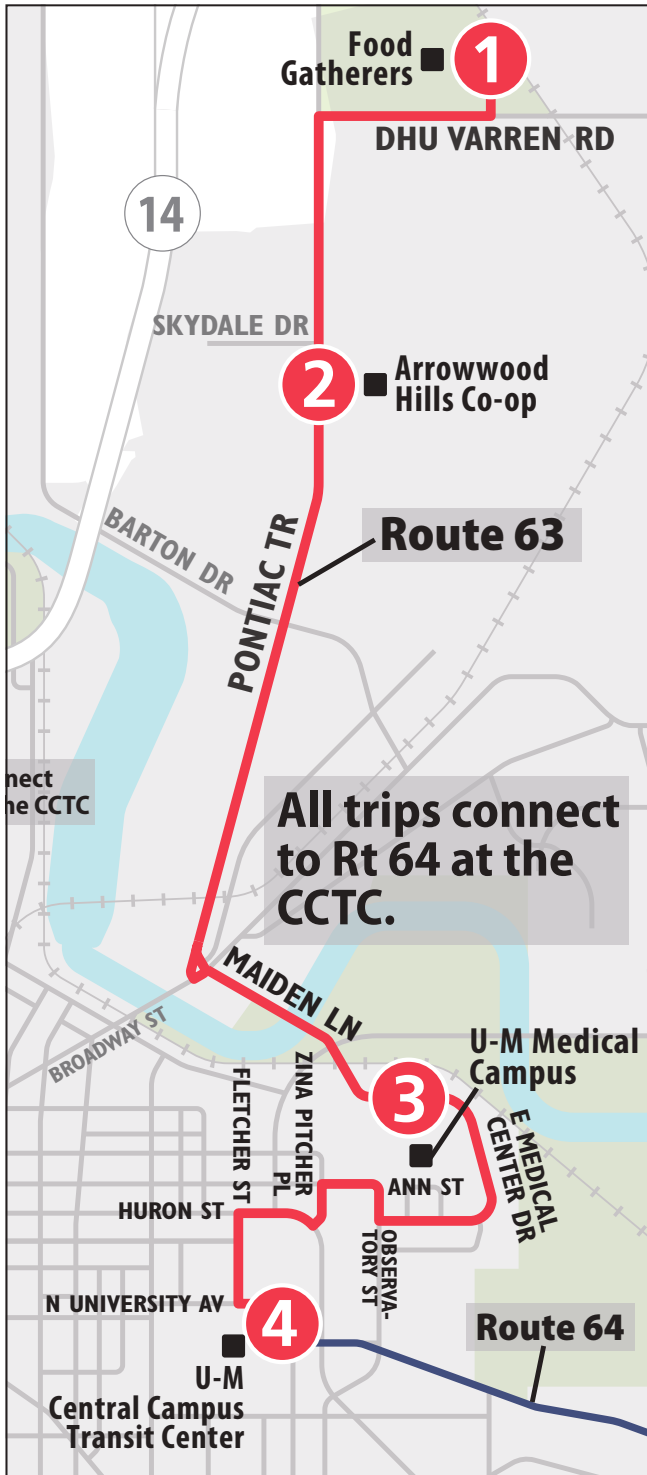 Food
Gatherers
1
DHU VARREN RD
14
SKYDALE DR
2
Arrowwood
Hills Co-op
BARTON DR
Route 63
PONTIAC TR
nnect
he CCTC
All trips connect
to Rt 64 at the
CCTC.
MAIDEN LN
BROADWAY ST
U-M Medical
Campus
3
FLETCHER ST
ZINA PITCHER
PL
E MEDICAL
CENTER DR
ANN ST
HURON ST
OBSERVA-
TORY ST
N UNIVERSITY AV
4
Route 64
U-M
Central Campus
Transit Center